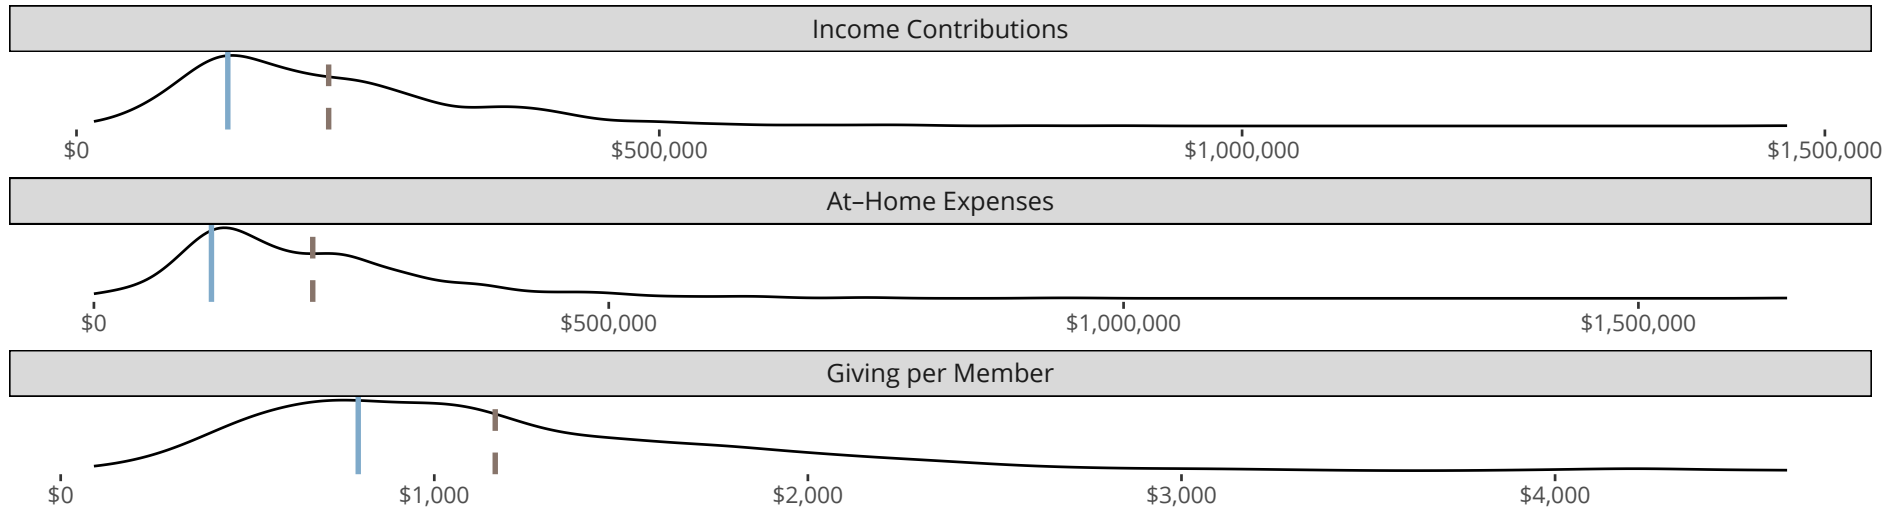 Income Contributions
$0 $500,000 $1,000,000 $1,500,000
At–Home Expenses
$0 $500,000 $1,000,000 $1,500,000
Giving per Member
$0 $1,000 $2,000 $3,000 $4,000